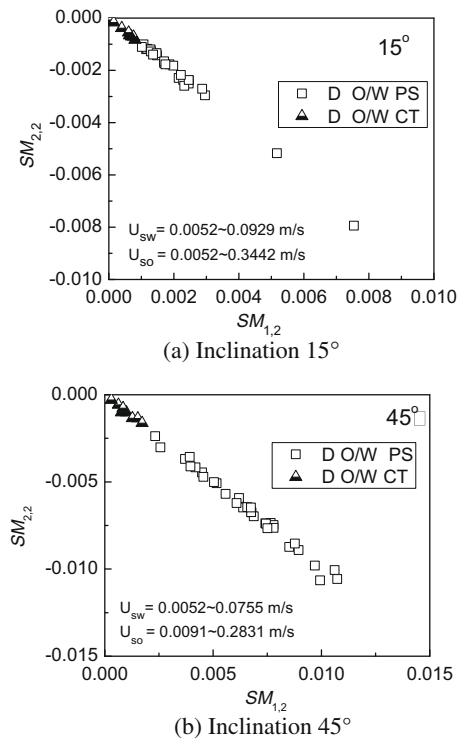 0.000
-0.002
-0.004
-0.006
-0.008
-0.010
SM2,2
15°
D O/W PS
D O/W CT
Usw= 0.0052~0.0929 m/s
Uso= 0.0052~0.3442 m/s
0.000 0.002 0.004 0.006 0.008 0.010
SM1,2
(a) Inclination 15°
0.000
-0.005
-0.010
-0.015
SM2,2
45°
D O/W PS
D O/W CT
Usw= 0.0052~0.0755 m/s
Uso= 0.0091~0.2831 m/s
0.000 0.005 0.010 0.015
SM1,2
(b) Inclination 45°